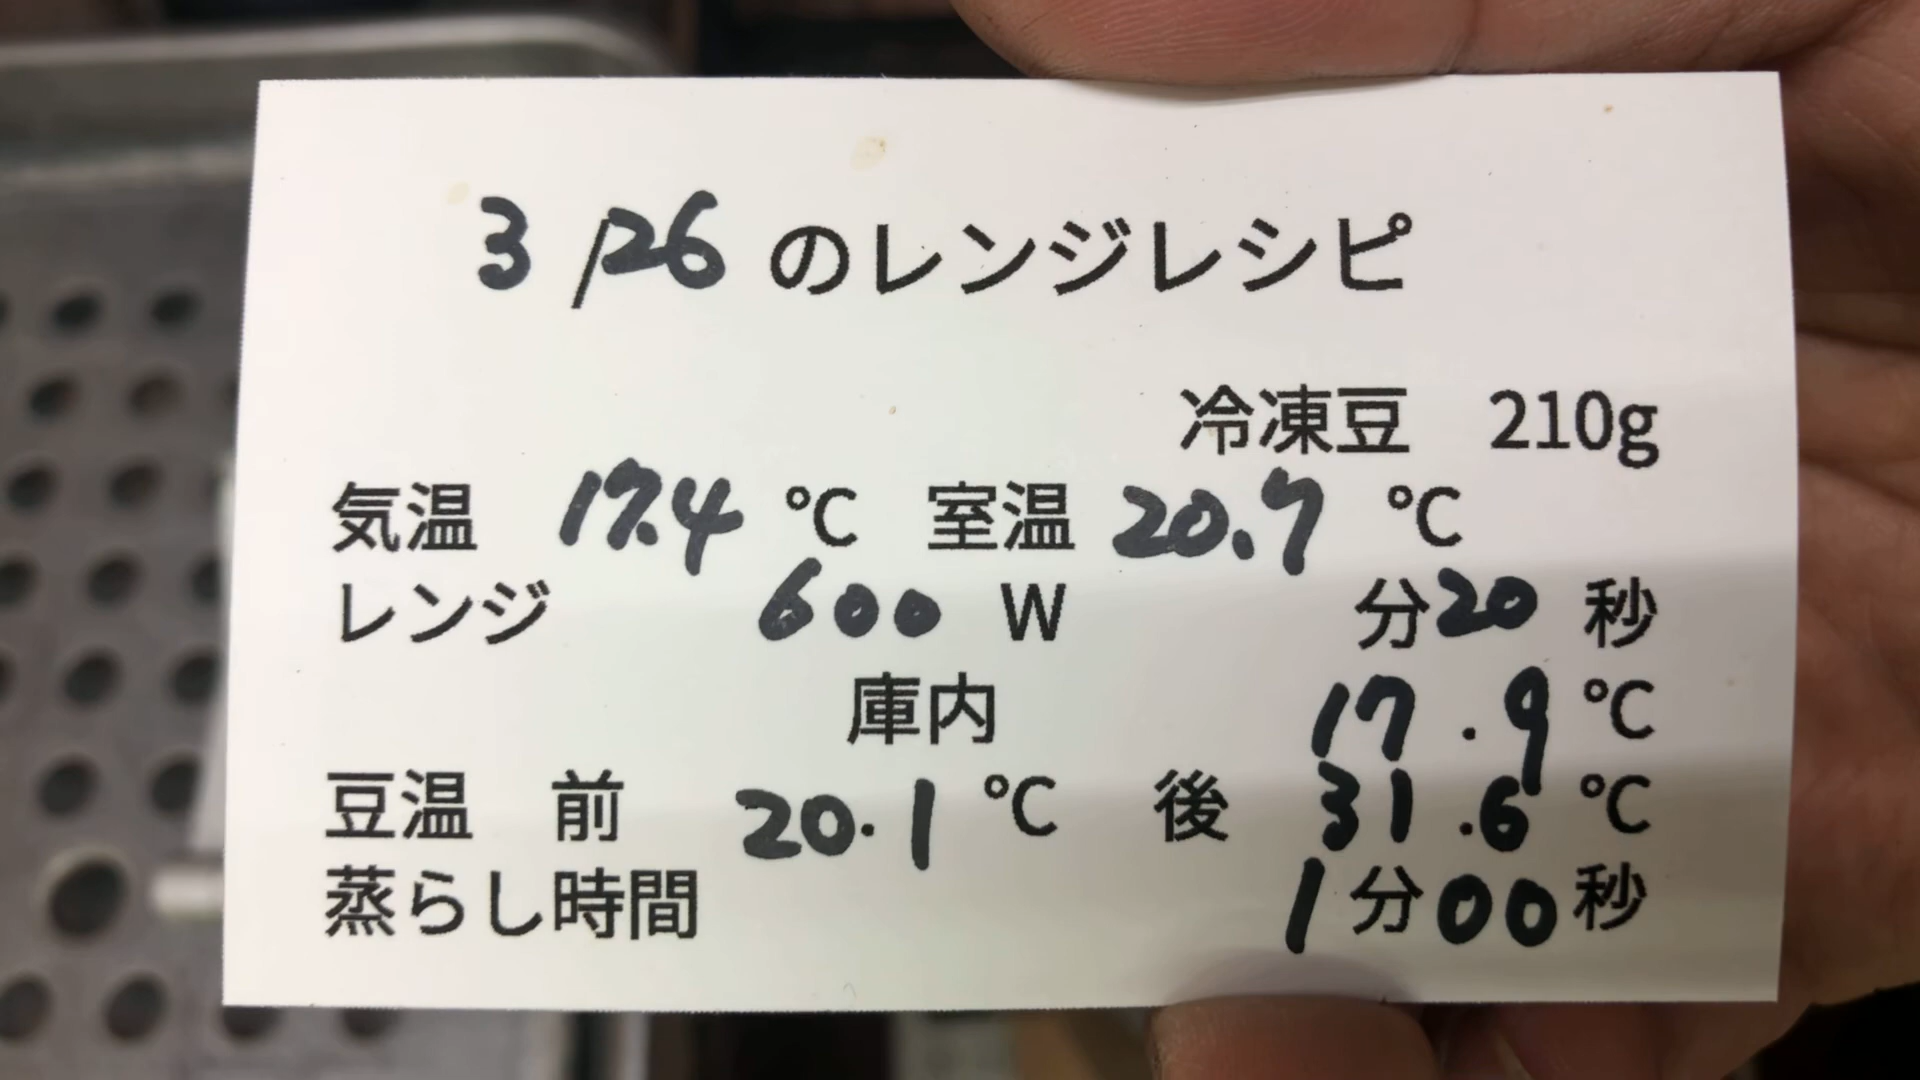 3/26のレンジレシピ
冷凍豆 210g
気温 17.4 ℃ 室温 20.7 ℃
レンジ 600 W 分20 秒
庫内 17.9 ℃
豆温 前 20.1 ℃ 後 31.6 ℃
蒸らし時間 1分00秒